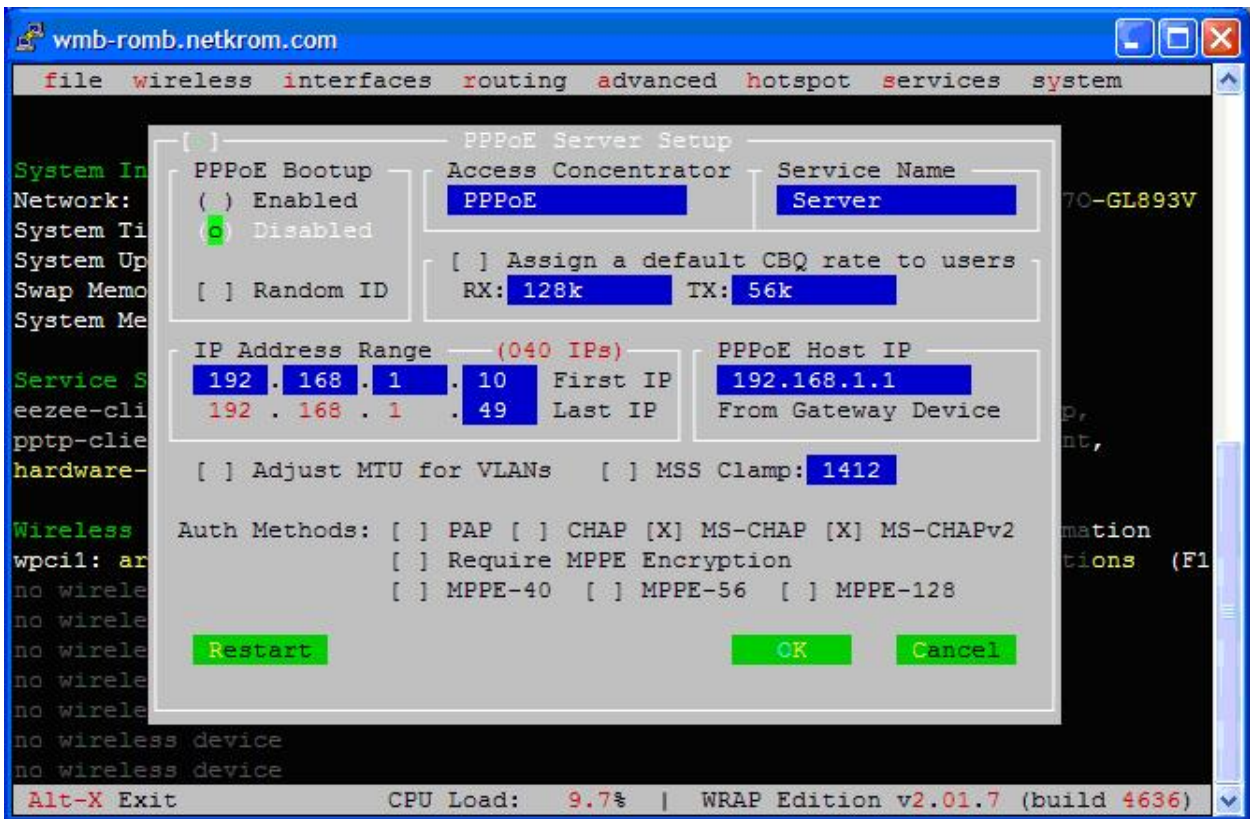 wmb-romb.netkrom.com
file wireless interfaces routing advanced hotspot services system
PPPoE Server Setup
System In
PPPoE Bootup
Access Concentrator
Service Name
Network:
( ) Enabled
PPPoE
Server
70-GL893V
System Ti
(o) Disabled
System Up
[ ] Assign a default CBQ rate to users
Swap Memo
[ ] Random ID
RX: 128k TX: 56k
System Me
IP Address Range (040 IPs)
PPPoE Host IP
Service S
192 . 168 . 1 . 10 First IP
192.168.1.1
eezee-cli
192 . 168 . 1 . 49 Last IP
From Gateway Device
p,
pptp-clie
nt,
hardware-
[ ] Adjust MTU for VLANs [ ] MSS Clamp: 1412
Wireless
Auth Methods: [ ] PAP [ ] CHAP [X] MS-CHAP [X] MS-CHAPv2
mation
wpci1: ar
[ ] Require MPPE Encryption
tions (F1
no wirele
[ ] MPPE-40 [ ] MPPE-56 [ ] MPPE-128
no wirele
no wirele
Restart OK Cancel
no wirele
no wirele
no wireless device
no wireless device
Alt-X Exit CPU Load: 9.7% | WRAP Edition v2.01.7 (build 4636)